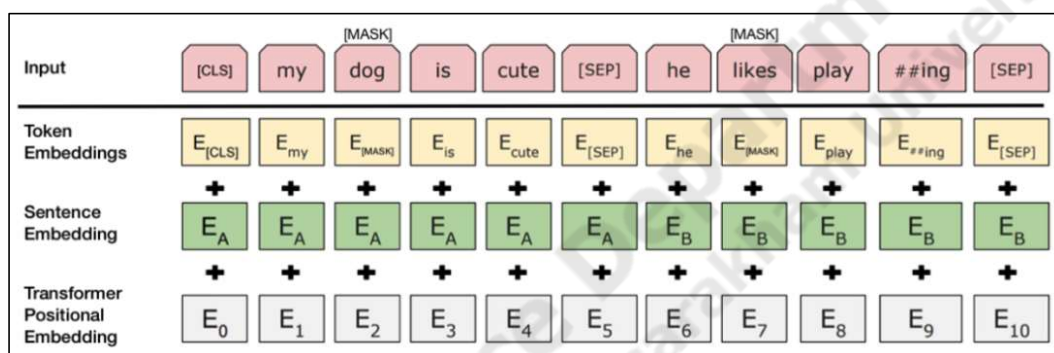 [MASK] [MASK]
Input [CLS] my dog is cute [SEP] he likes play ##ing [SEP]
Token
Embeddings
E[CLS] Emy E[MASK] Eis Ecute E[SEP] Ehe E[MASK] Eplay E##ing E[SEP]
+ + + + + + + + + + +
Sentence
Embedding
EA EA EA EA EA EA EB EB EB EB EB
+ + + + + + + + + + +
Transformer
Positional
Embedding
E0 E1 E2 E3 E4 E5 E6 E7 E8 E9 E10